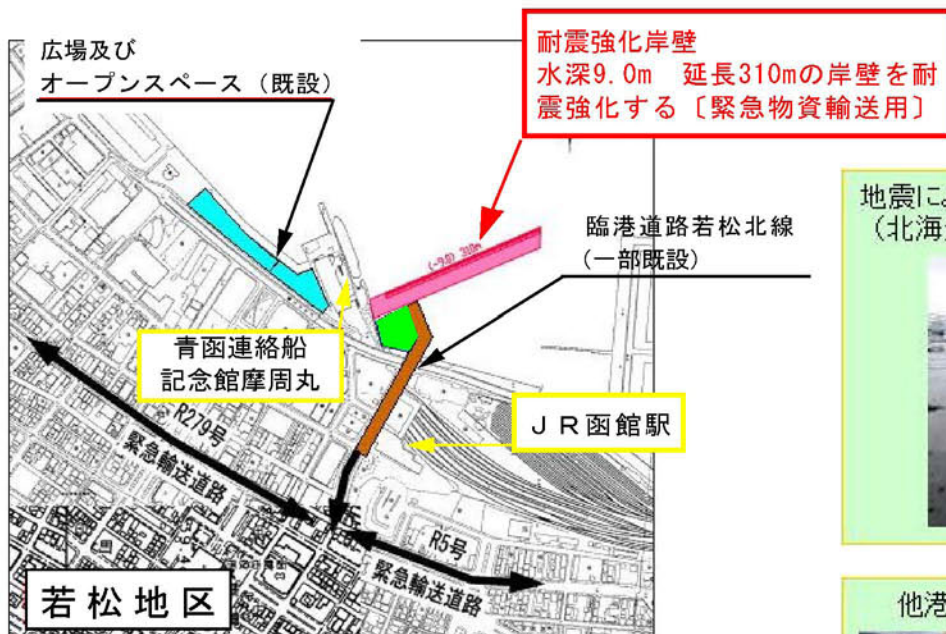 広場及び
オープンスペース（既設）
耐震強化岸壁
水深9.0m　延長310mの岸壁を耐
震強化する〔緊急物資輸送用〕
臨港道路若松北線
（一部既設）
(-9.0) 310m
青函連絡船
記念館摩周丸
ＪＲ函館駅
R279号
緊急輸送道路
R5号
緊急輸送道路
若松地区
地震によ
（北海
他港